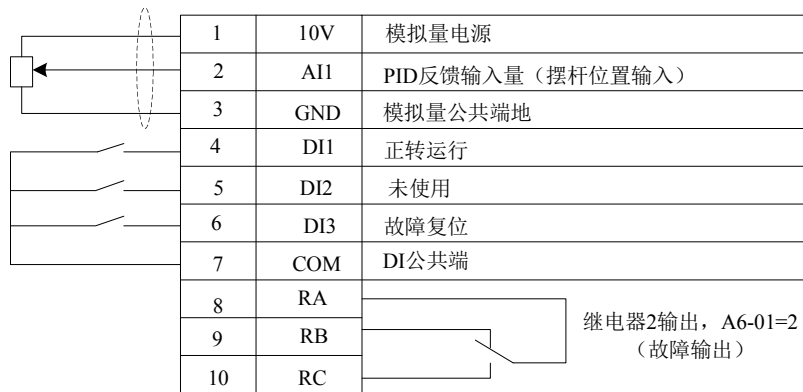 1 10V 模拟量电源
2 AI1 PID反馈输入量（摆杆位置输入）
3 GND 模拟量公共端地
4 DI1 正转运行
5 DI2 未使用
6 DI3 故障复位
7 COM DI公共端
8 RA
9 RB
10 RC
继电器2输出，A6-01=2
（故障输出）